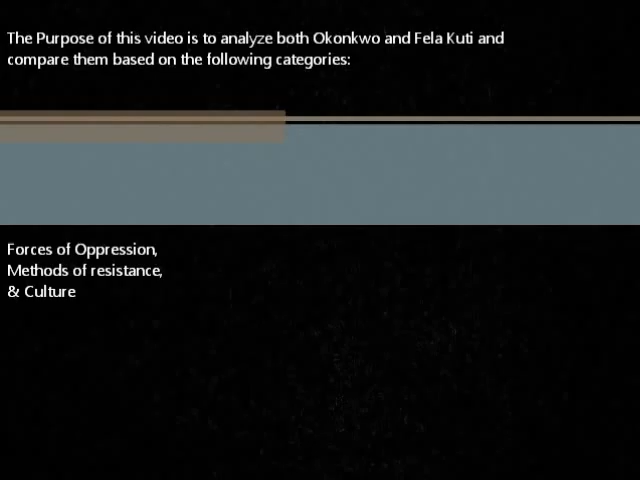 The Purpose of this video is to analyze both Okonkwo and Fela Kuti and
compare them based on the following categories:
Forces of Oppression,
Methods of resistance,
& Culture